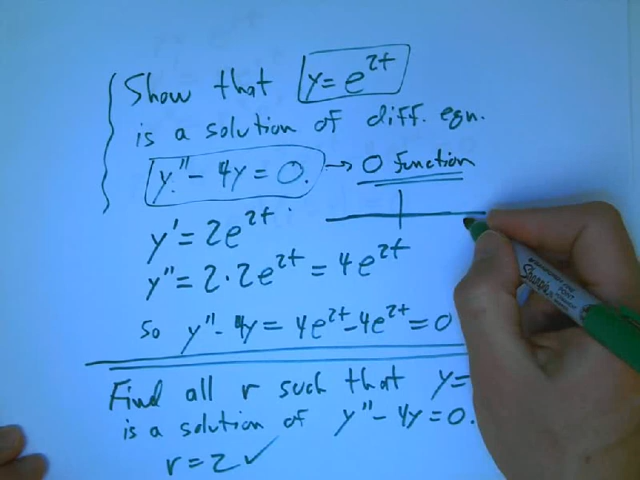 Show that y = e^2t
is a solution of diff. eqn.
y'' - 4y = 0. → 0 function
y' = 2e^2t.
y'' = 2·2e^2t = 4e^2t
So y'' - 4y = 4e^2t - 4e^2t = 0
Find all r such that y =
is a solution of y'' - 4y = 0.
r = 2 ✓
Sharpie